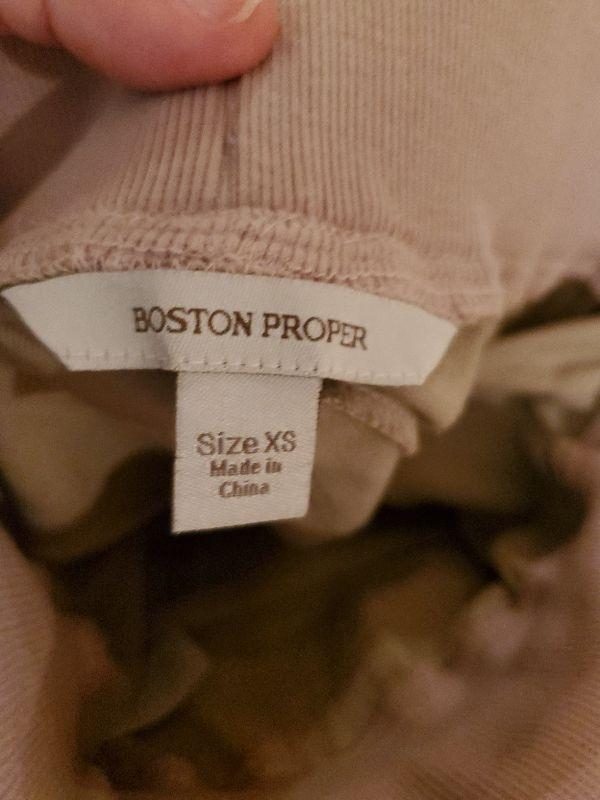 BOSTON PROPER
Size XS
Made in
China